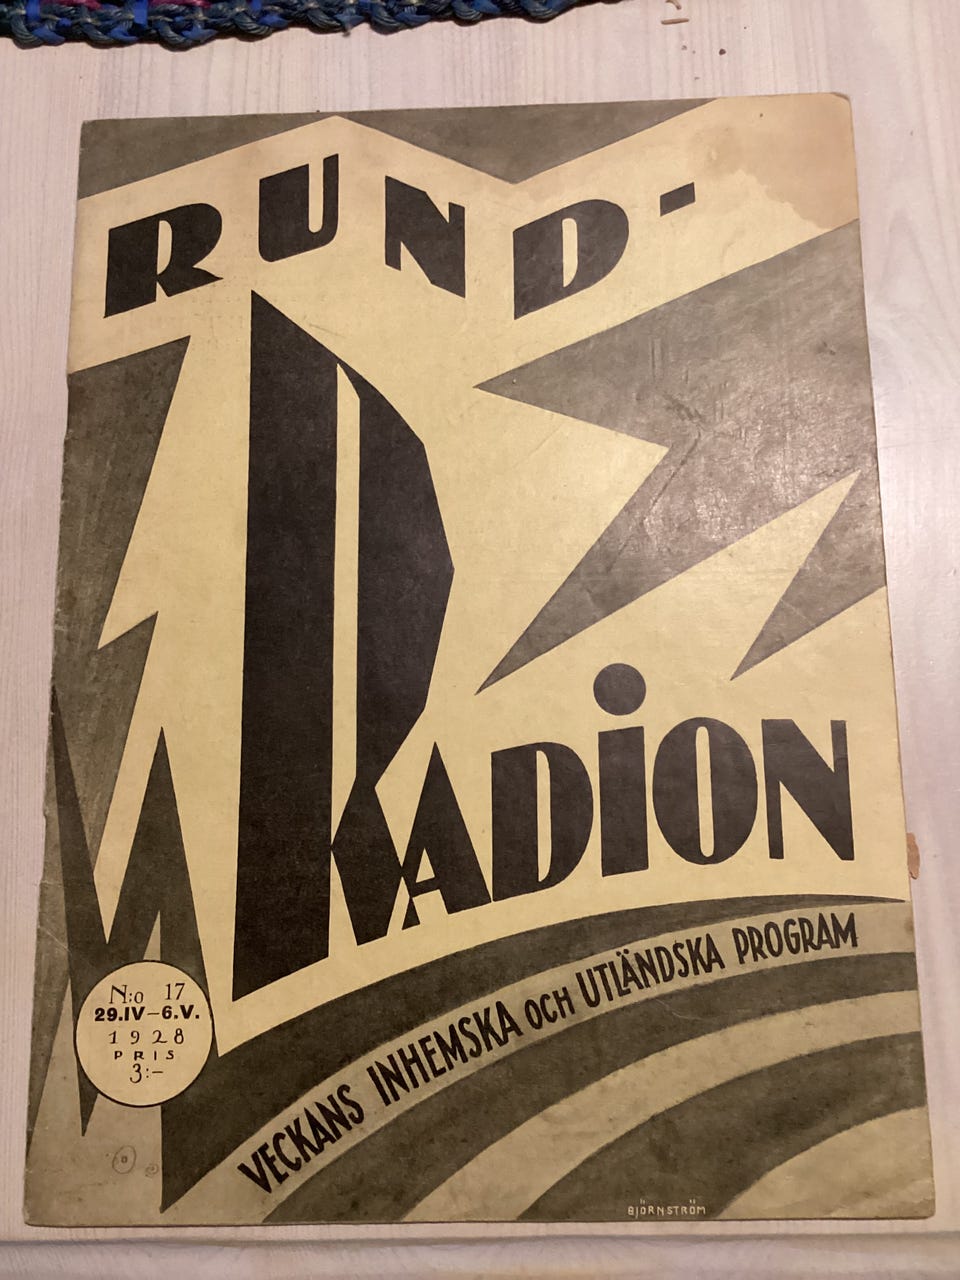 RUND-
RADION
VECKANS INHEMSKA OCH UTLÄNDSKA PROGRAM
N:o 17
29.IV–6.V.
1928
PRIS
3:–
BJÖRNSTRÖM